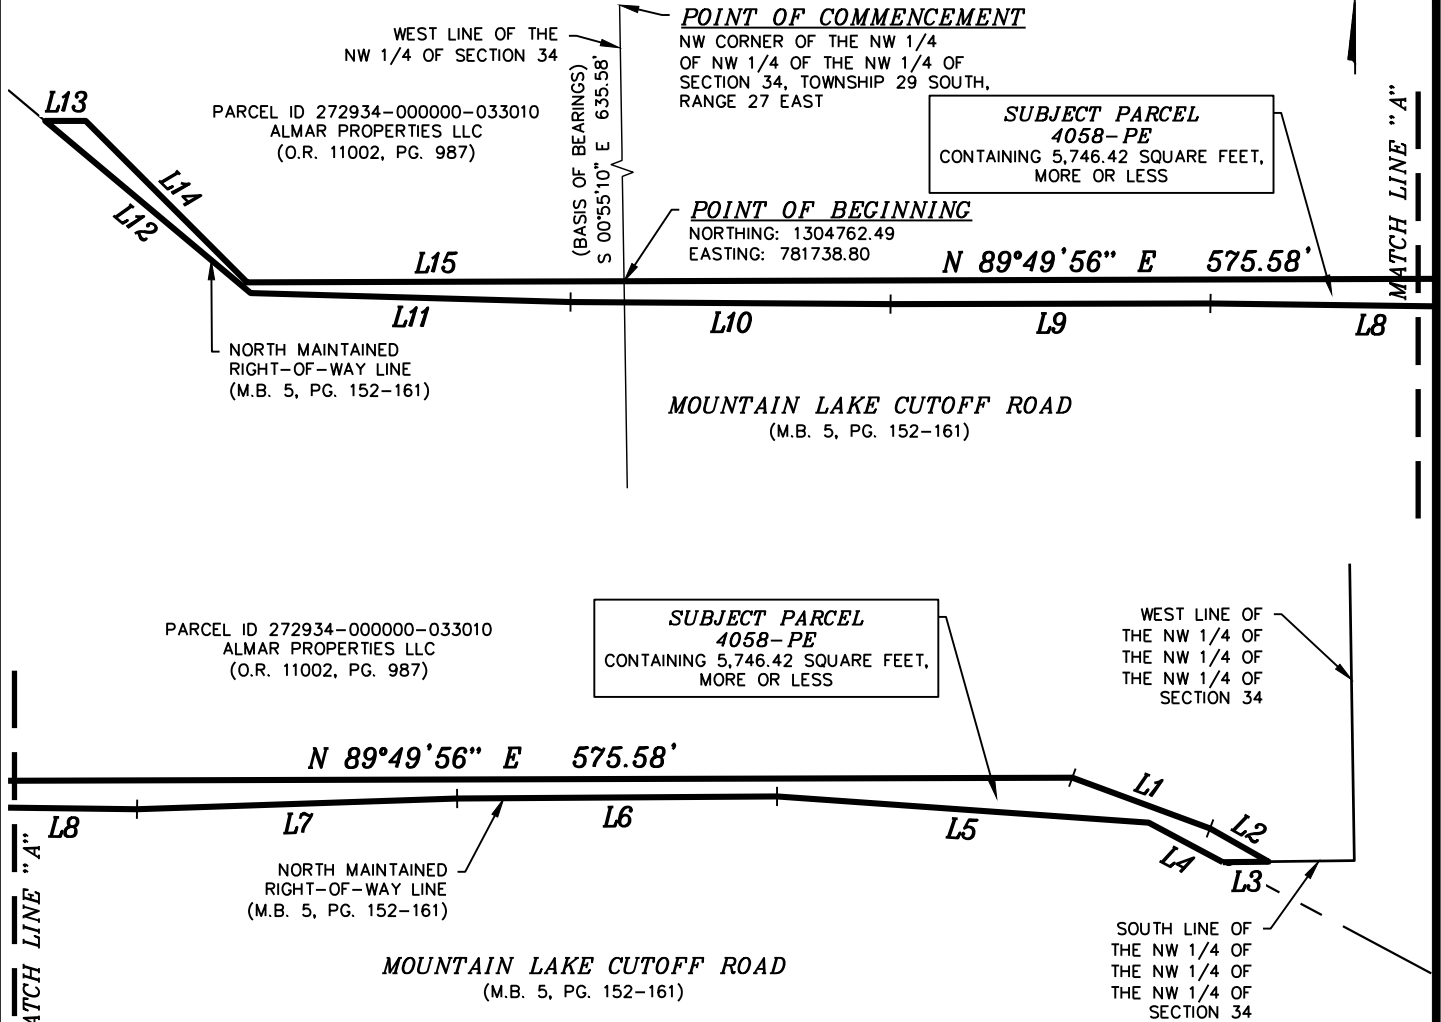 POINT OF COMMENCEMENT
NW CORNER OF THE NW 1/4
OF NW 1/4 OF THE NW 1/4 OF
SECTION 34, TOWNSHIP 29 SOUTH,
RANGE 27 EAST
WEST LINE OF THE
NW 1/4 OF SECTION 34
(BASIS OF BEARINGS)
S 00°55'10" E 635.58'
L13
PARCEL ID 272934-000000-033010
ALMAR PROPERTIES LLC
(O.R. 11002, PG. 987)
SUBJECT PARCEL
4058-PE
CONTAINING 5,746.42 SQUARE FEET,
MORE OR LESS
MATCH LINE "A"
L14
L12
POINT OF BEGINNING
NORTHING: 1304762.49
EASTING: 781738.80
L15
N 89°49'56" E 575.58'
L11
L10
L9
L8
NORTH MAINTAINED
RIGHT-OF-WAY LINE
(M.B. 5, PG. 152-161)
MOUNTAIN LAKE CUTOFF ROAD
(M.B. 5, PG. 152-161)
PARCEL ID 272934-000000-033010
ALMAR PROPERTIES LLC
(O.R. 11002, PG. 987)
SUBJECT PARCEL
4058-PE
CONTAINING 5,746.42 SQUARE FEET,
MORE OR LESS
WEST LINE OF
THE NW 1/4 OF
THE NW 1/4 OF
THE NW 1/4 OF
SECTION 34
N 89°49'56" E 575.58'
L1
L2
L8
L7
L6
L5
L4
L3
NORTH MAINTAINED
RIGHT-OF-WAY LINE
(M.B. 5, PG. 152-161)
ATCH LINE "A"
MOUNTAIN LAKE CUTOFF ROAD
(M.B. 5, PG. 152-161)
SOUTH LINE OF
THE NW 1/4 OF
THE NW 1/4 OF
THE NW 1/4 OF
SECTION 34